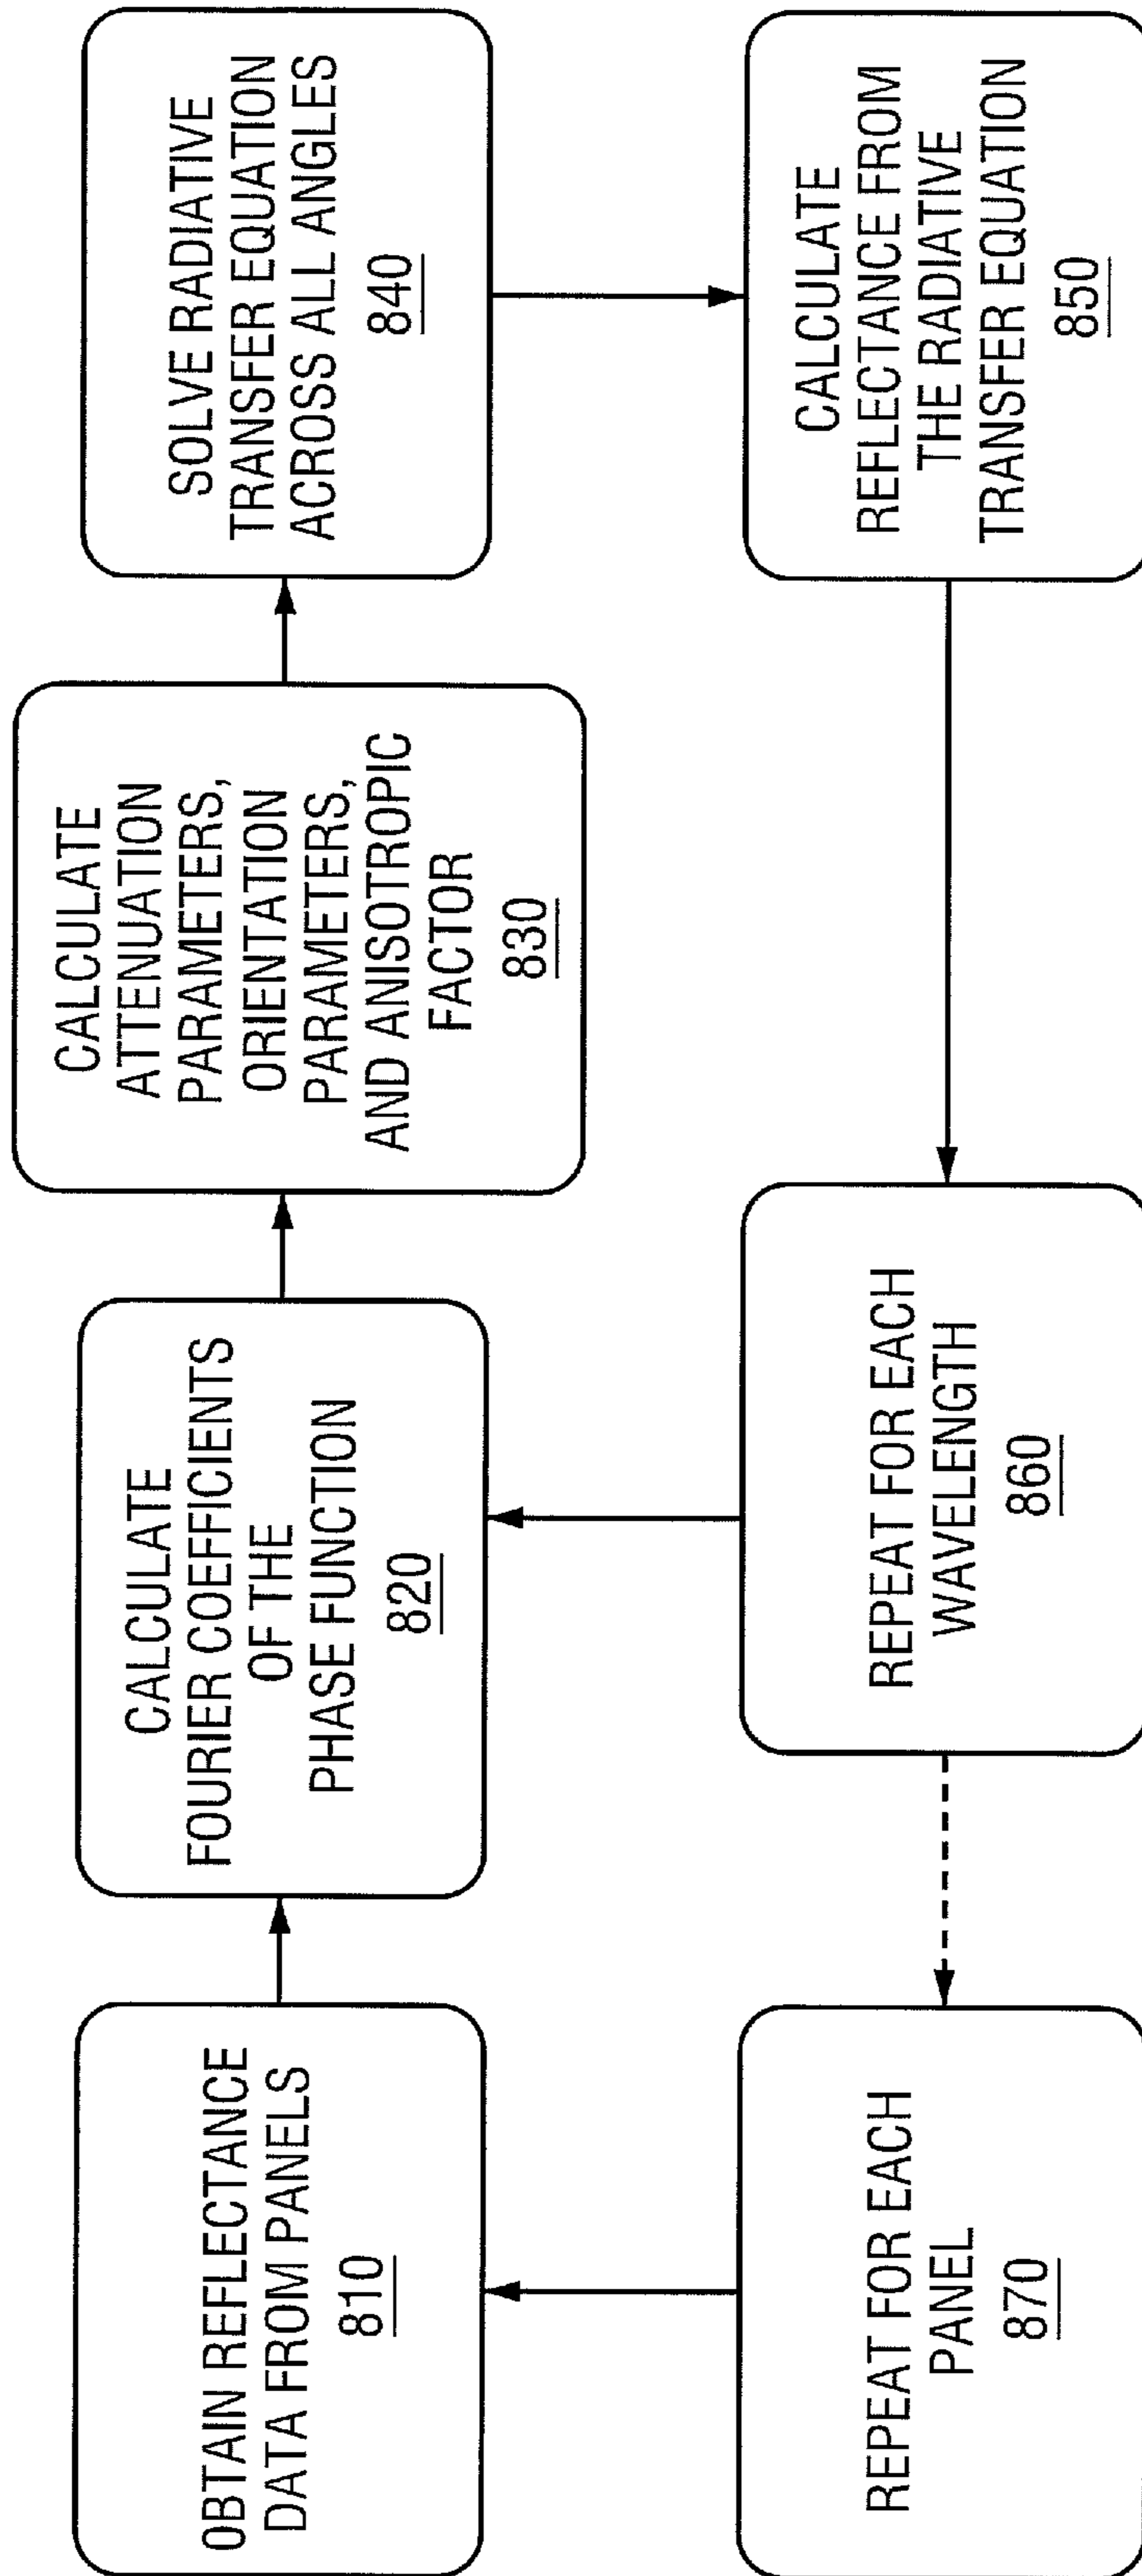 OBTAIN REFLECTANCE
DATA FROM PANELS
810
CALCULATE
FOURIER COEFFICIENTS
OF THE
PHASE FUNCTION
820
CALCULATE
ATTENUATION
PARAMETERS,
ORIENTATION
PARAMETERS,
AND ANISOTROPIC
FACTOR
830
SOLVE RADIATIVE
TRANSFER EQUATION
ACROSS ALL ANGLES
840
CALCULATE
REFLECTANCE FROM
THE RADIATIVE
TRANSFER EQUATION
850
REPEAT FOR EACH
WAVELENGTH
860
REPEAT FOR EACH
PANEL
870